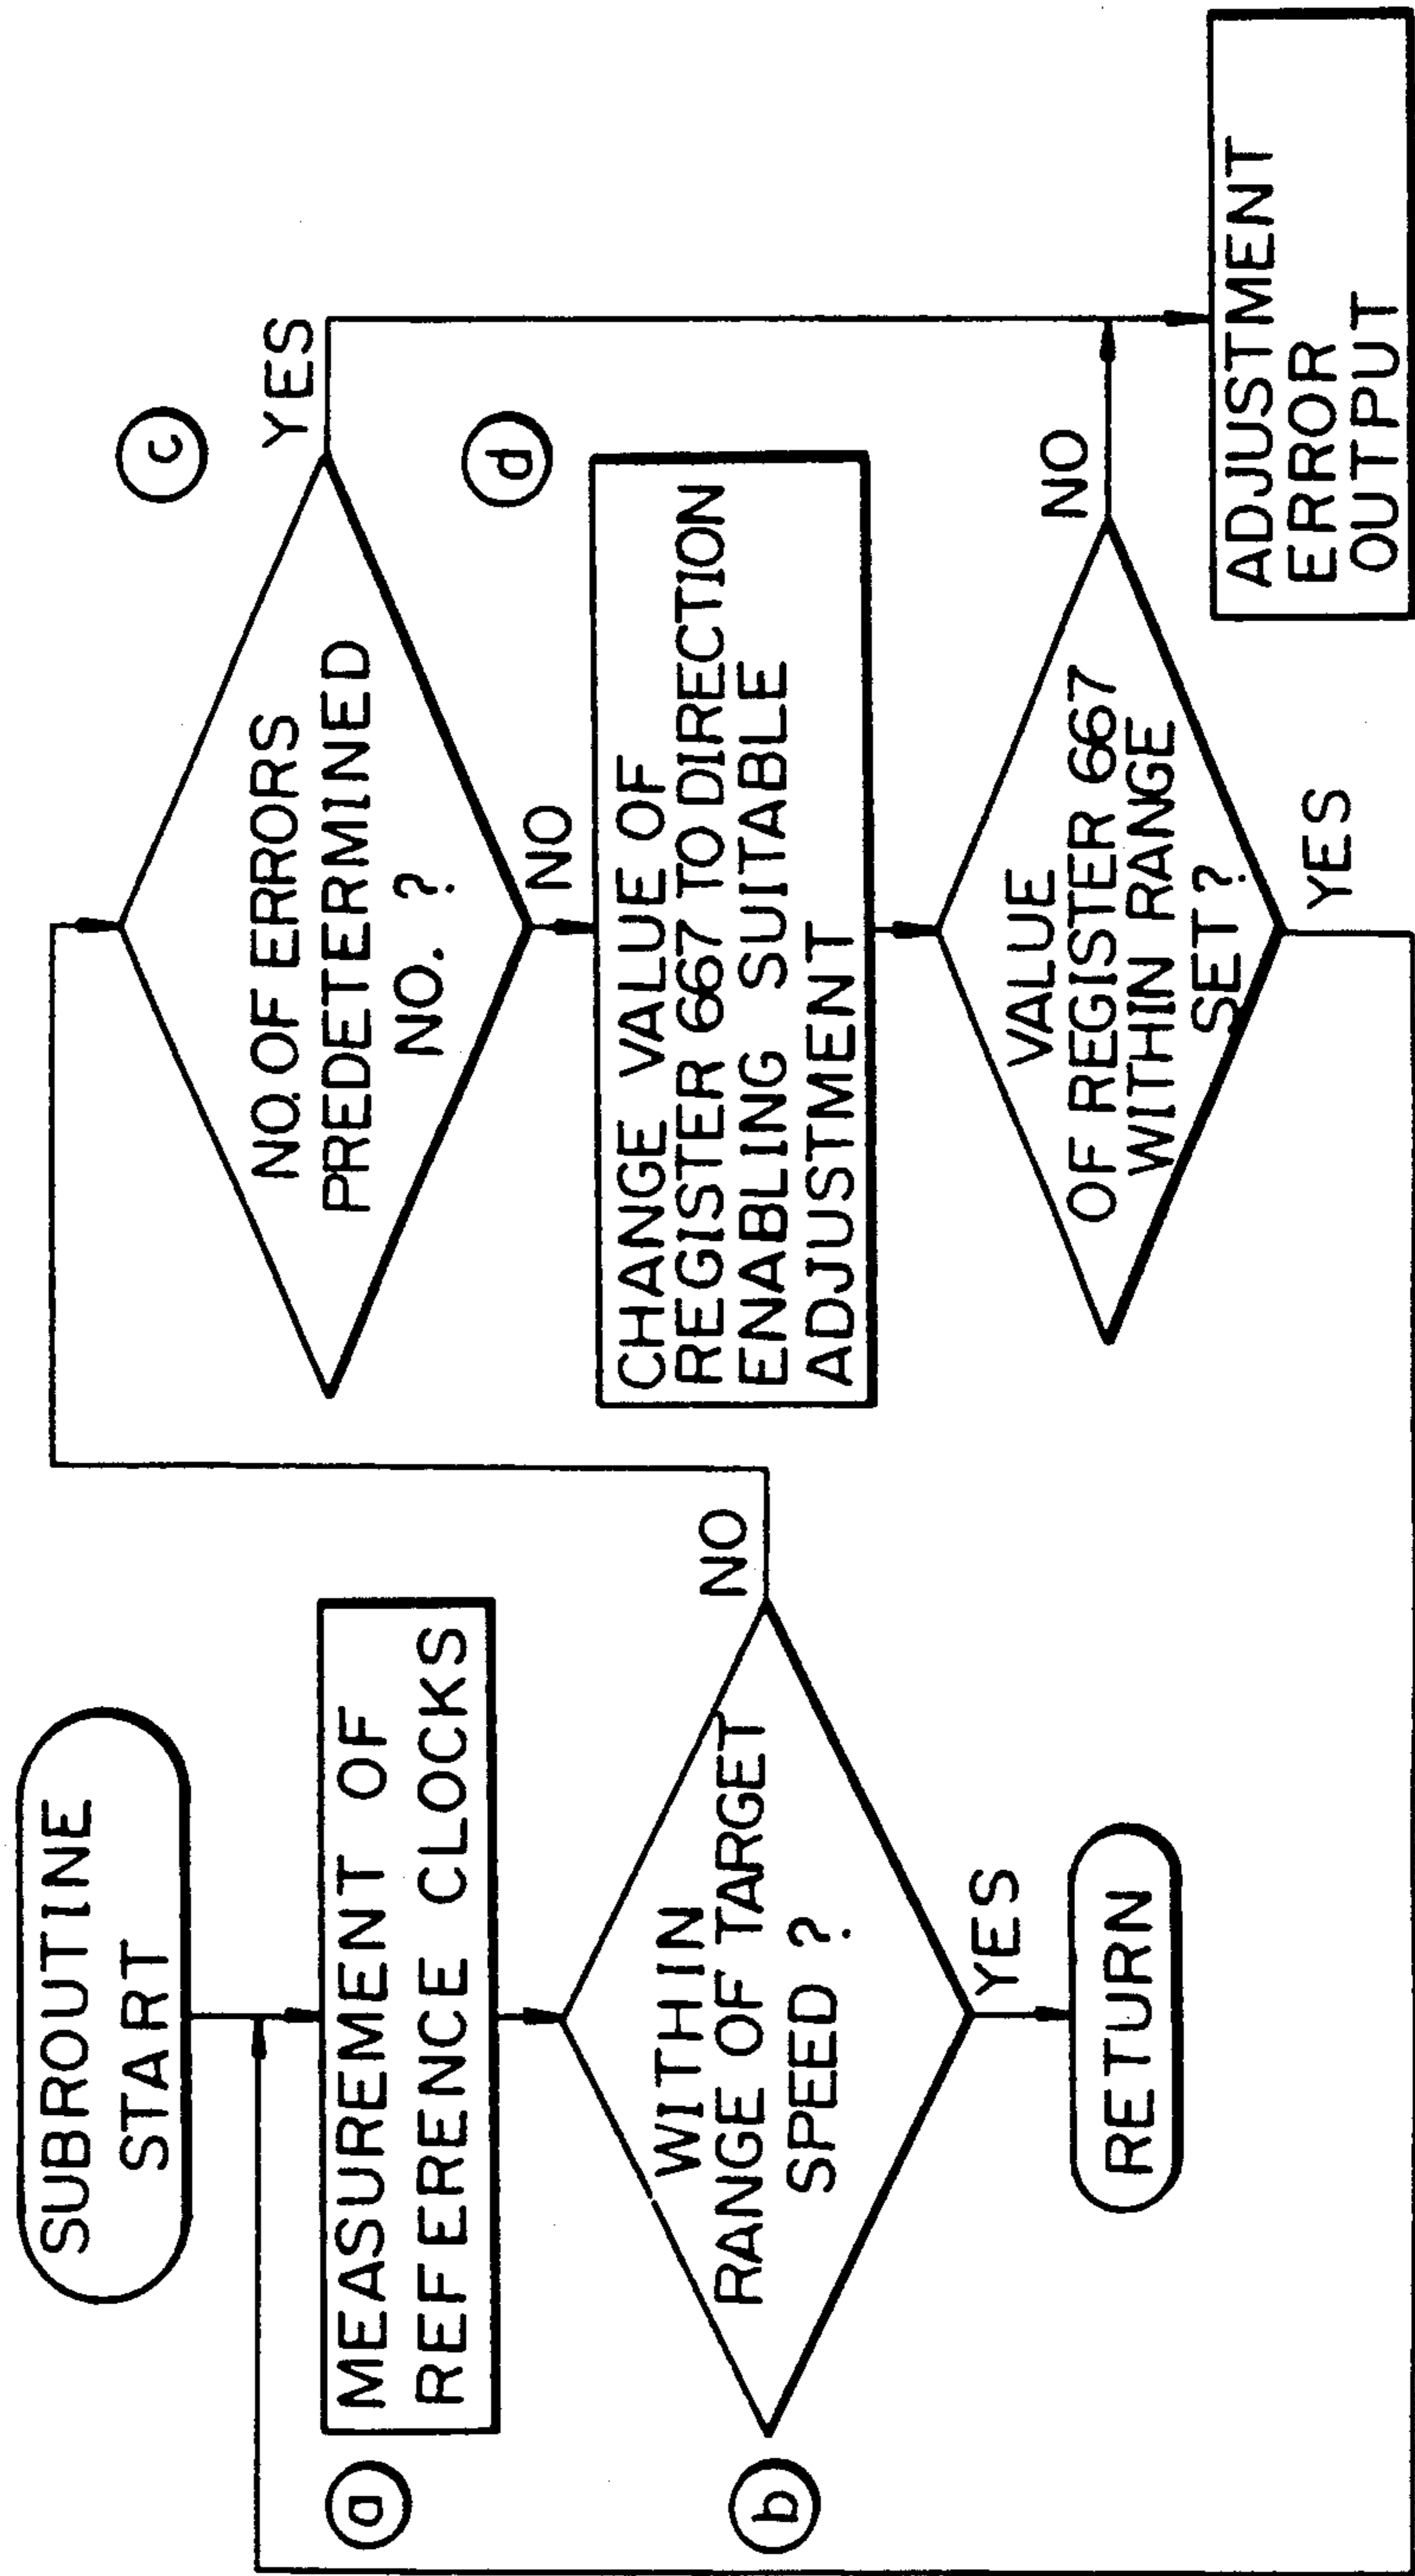 SUBROUTINE
START
a
MEASUREMENT OF
REFERENCE CLOCKS
b
WITHIN
RANGE OF TARGET
SPEED ?
NO
YES
RETURN
c
NO. OF ERRORS
PREDETERMINED
NO. ?
YES
NO
d
CHANGE VALUE OF
REGISTER 667 TO DIRECTION
ENABLING SUITABLE
ADJUSTMENT
VALUE
OF REGISTER 667
WITHIN RANGE
SET ?
NO
YES
ADJUSTMENT
ERROR
OUTPUT